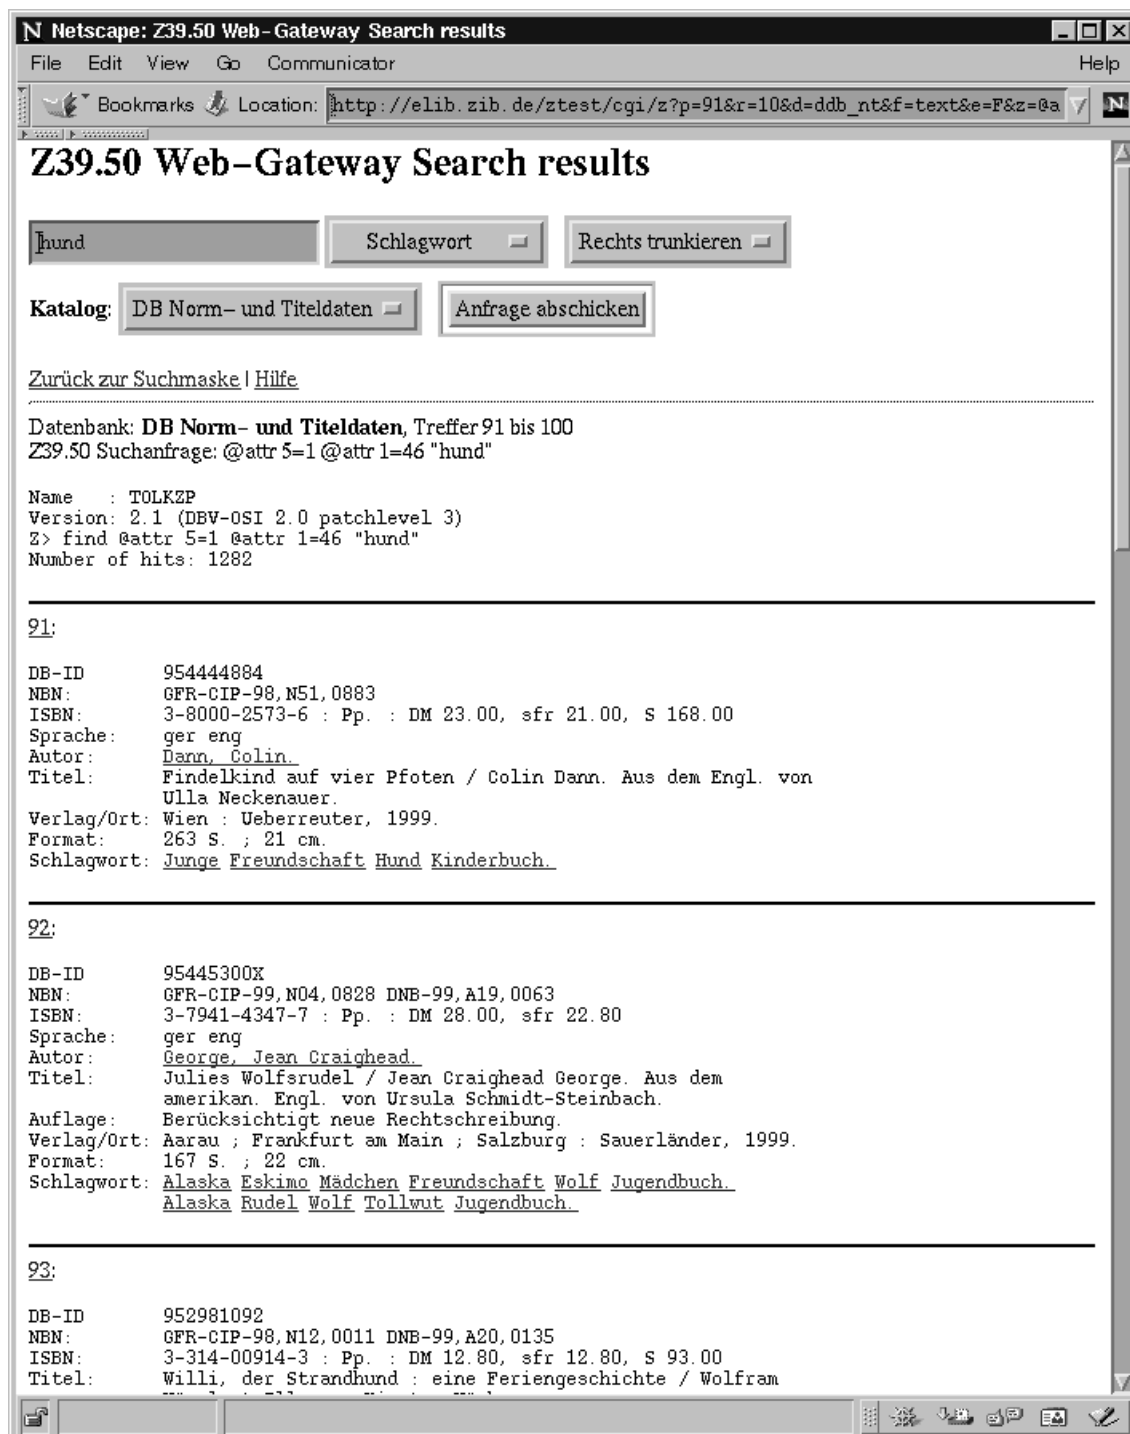 N Netscape: Z39.50 Web-Gateway Search results
File Edit View Go Communicator Help
Bookmarks Location: http://elib.zib.de/ztest/cgi/z?p=91&r=10&d=ddb_nt&f=text&e=F&z=@a N
Z39.50 Web-Gateway Search results
hund Schlagwort Rechts trunkieren
Katalog: DB Norm- und Titeldaten Anfrage abschicken
Zurück zur Suchmaske | Hilfe
Datenbank: DB Norm- und Titeldaten, Treffer 91 bis 100
Z39.50 Suchanfrage: @attr 5=1 @attr 1=46 "hund"
Name : TOLKZP
Version: 2.1 (DBV-OSI 2.0 patchlevel 3)
Z> find @attr 5=1 @attr 1=46 "hund"
Number of hits: 1282
91:
DB-ID 954444884
NBN: GFR-CIP-98,N51,0883
ISBN: 3-8000-2573-6 : Pp. : DM 23.00, sfr 21.00, S 168.00
Sprache: ger eng
Autor: Dann, Colin.
Titel: Findelkind auf vier Pfoten / Colin Dann. Aus dem Engl. von
Ulla Neckenauer.
Verlag/Ort: Wien : Ueberreuter, 1999.
Format: 263 S. ; 21 cm.
Schlagwort: Junge Freundschaft Hund Kinderbuch.
92:
DB-ID 95445300X
NBN: GFR-CIP-99,N04,0828 DNB-99,A19,0063
ISBN: 3-7941-4347-7 : Pp. : DM 28.00, sfr 22.80
Sprache: ger eng
Autor: George, Jean Craighead.
Titel: Julies Wolfsrudel / Jean Craighead George. Aus dem
amerikan. Engl. von Ursula Schmidt-Steinbach.
Auflage: Berücksichtigt neue Rechtschreibung.
Verlag/Ort: Aarau ; Frankfurt am Main ; Salzburg : Sauerländer, 1999.
Format: 167 S. ; 22 cm.
Schlagwort: Alaska Eskimo Mädchen Freundschaft Wolf Jugendbuch.
Alaska Rudel Wolf Tollwut Jugendbuch.
93:
DB-ID 952981092
NBN: GFR-CIP-98,N12,0011 DNB-99,A20,0135
ISBN: 3-314-00914-3 : Pp. : DM 12.80, sfr 12.80, S 93.00
Titel: Willi, der Strandhund : eine Feriengeschichte / Wolfram